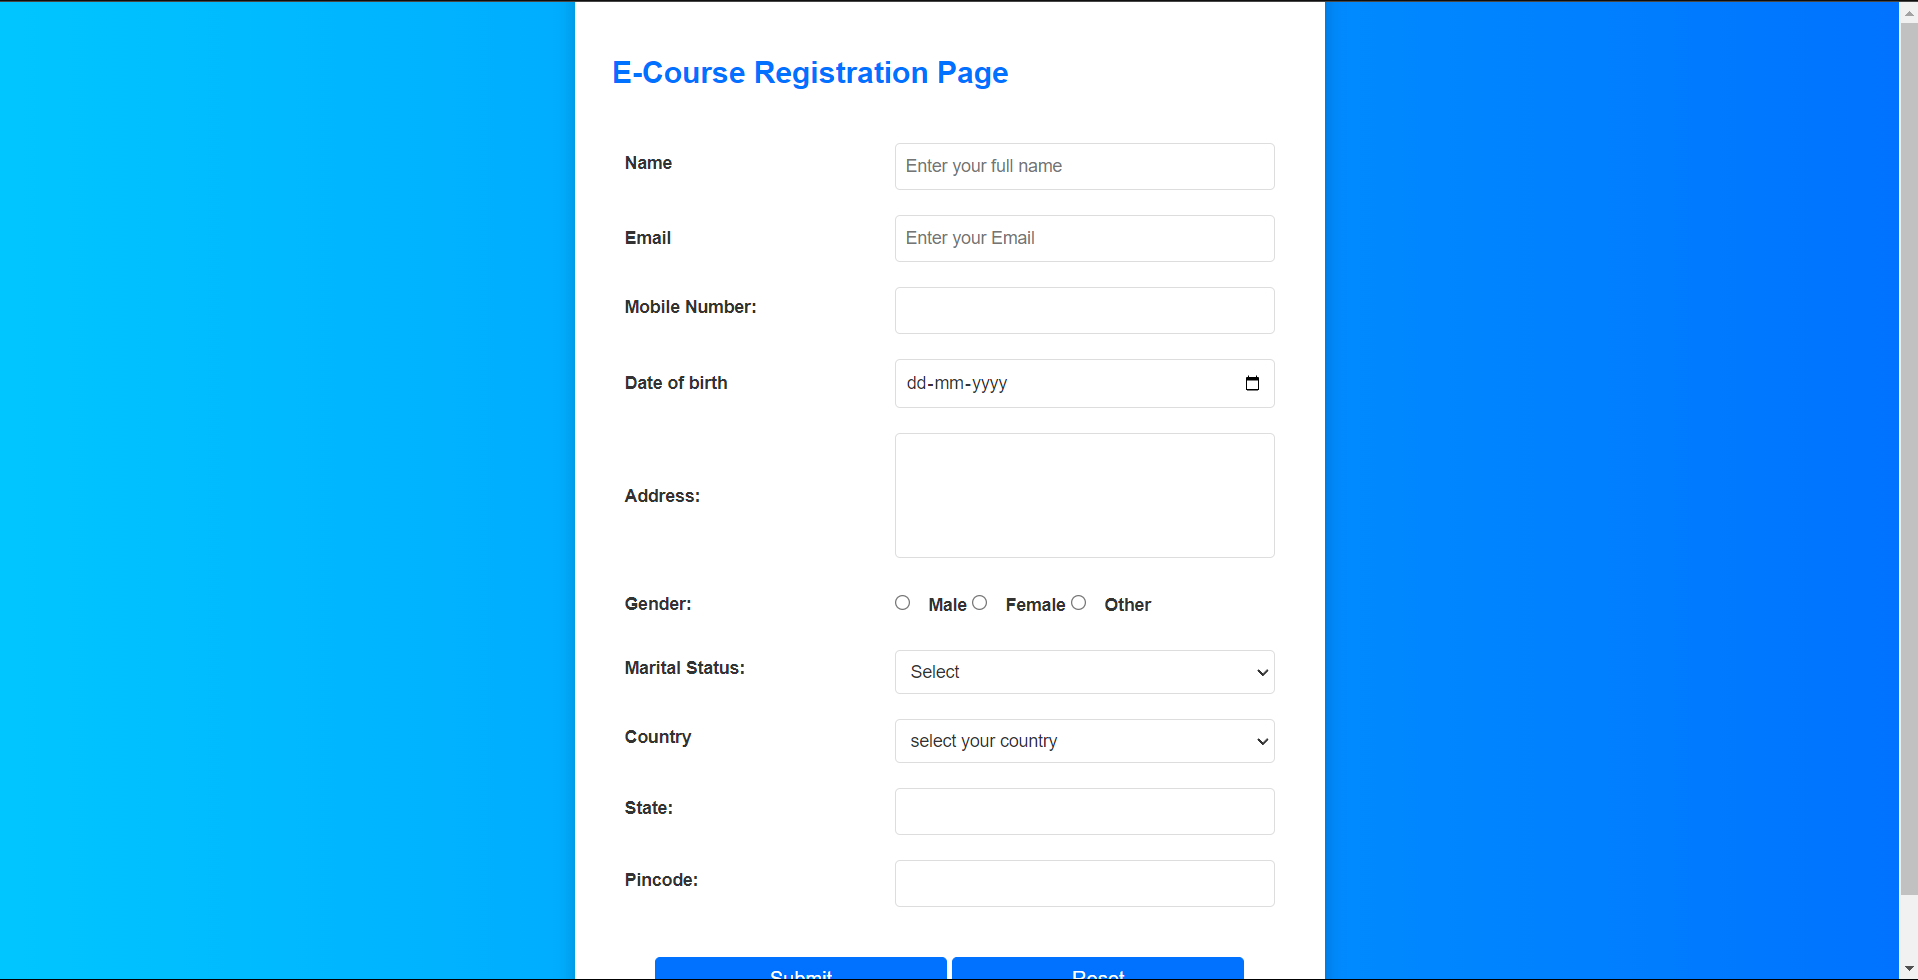 E-Course Registration Page
Name Enter your full name
Email Enter your Email
Mobile Number:
Date of birth dd-mm-yyyy
Address:
Gender: Male Female Other
Marital Status: Select
Country select your country
State:
Pincode:
Submit Reset